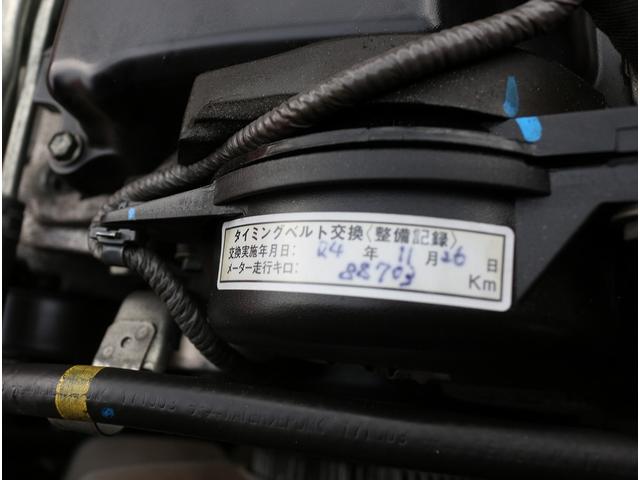 タイミングベルト交換〈整備記録〉
交換実施年月日: R4 年 11 月 26 日
メーター走行キロ: 88703 Km